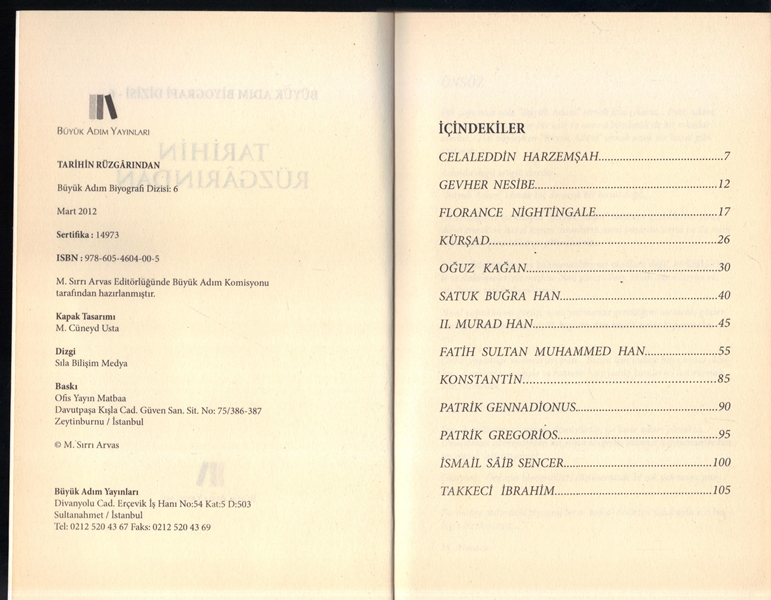 BÜYÜK ADIM YAYINLARI
TARİHİN RÜZGÂRINDAN
Büyük Adım Biyografi Dizisi: 6
Mart 2012
Sertifika : 14973
ISBN : 978-605-4604-00-5
M. Sırrı Arvas Editörlüğünde Büyük Adım Komisyonu
tarafından hazırlanmıştır.
Kapak Tasarımı
M. Cüneyd Usta
Dizgi
Sıla Bilişim Medya
Baskı
Ofis Yayın Matbaa
Davutpaşa Kışla Cad. Güven San. Sit. No: 75/386-387
Zeytinburnu / İstanbul
© M. Sırrı Arvas
Büyük Adım Yayınları
Divanyolu Cad. Erçevik İş Hanı No:54 Kat:5 D:503
Sultanahmet / İstanbul
Tel: 0212 520 43 67 Faks: 0212 520 43 69
İÇİNDEKİLER
CELALEDDİN HARZEMŞAH...............................7
GEVHER NESİBE.............................................12
FLORANCE NİGHTİNGALE..............................17
KÜRŞAD.........................................................26
OĞUZ KAĞAN................................................30
SATUK BUĞRA HAN........................................40
II. MURAD HAN..............................................45
FATİH SULTAN MUHAMMED HAN..................55
KONSTANTİN.................................................85
PATRİK GENNADİONUS...................................90
PATRİK GREGORİOS........................................95
İSMAİL SÂİB SENCER.....................................100
TAKKECİ İBRAHİM.........................................105